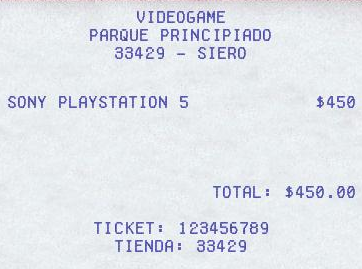 VIDEOGAME
PARQUE PRINCIPIADO
33429 - SIERO
SONY PLAYSTATION 5 $450
TOTAL: $450.00
TICKET: 123456789
TIENDA: 33429